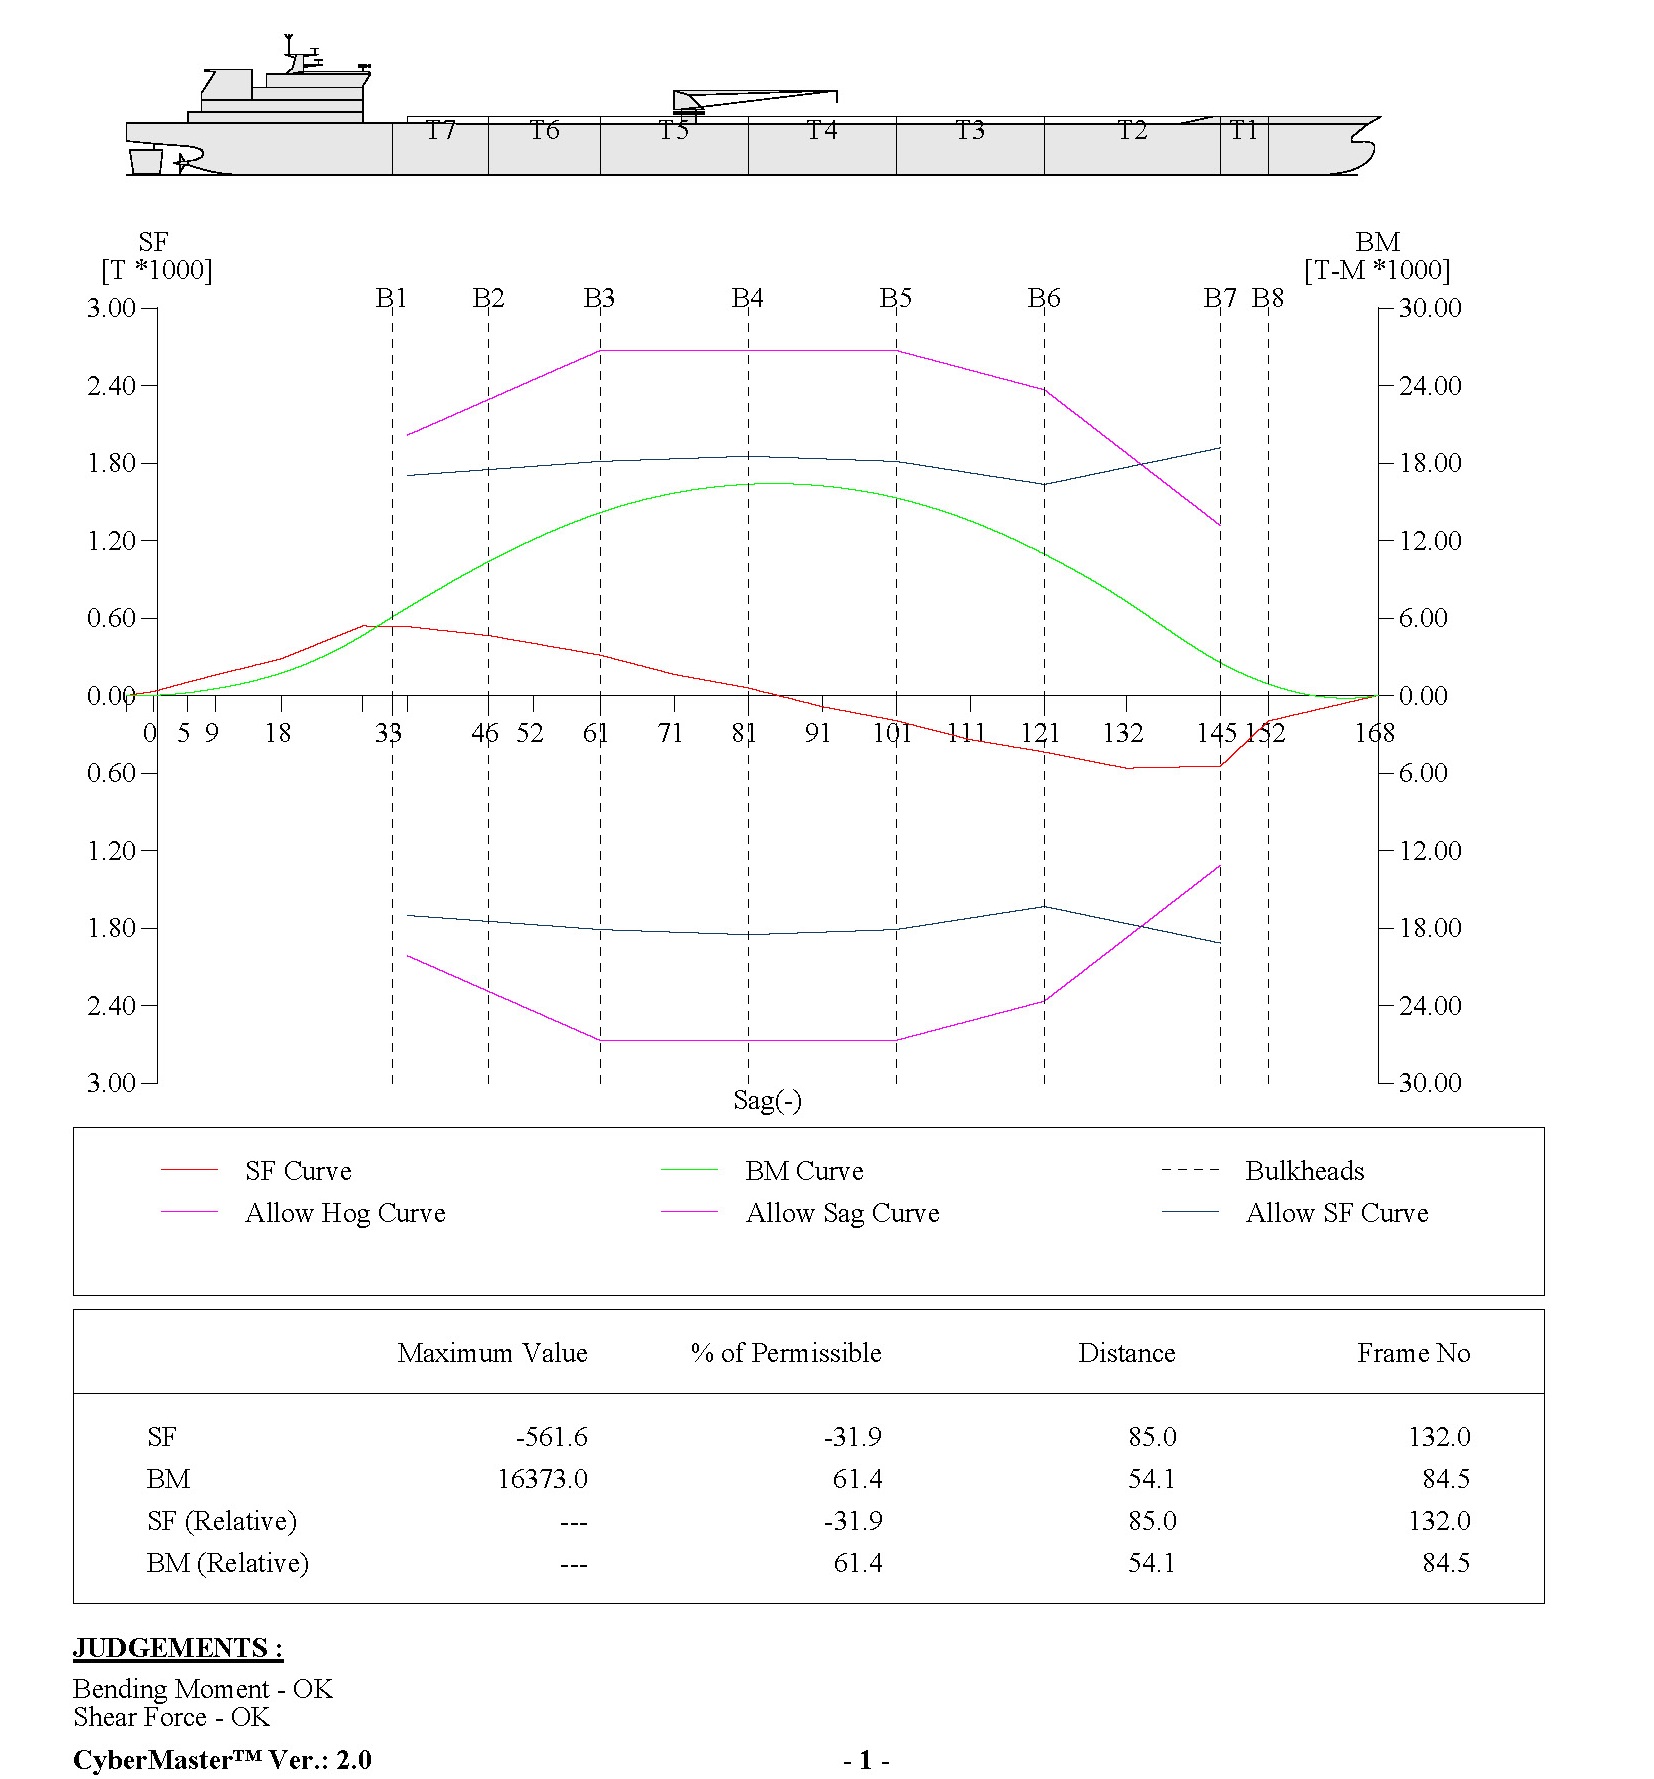 T7 T6 T5 T4 T3 T2 T1
SF BM
[T *1000] [T-M *1000]
B1 B2 B3 B4 B5 B6 B7 B8
3.00 30.00
2.40 24.00
1.80 18.00
1.20 12.00
0.60 6.00
0.00 0.00
0 5 9 18 33 46 52 61 71 81 91 101 111 121 132 145 152 168
0.60 6.00
1.20 12.00
1.80 18.00
2.40 24.00
3.00 30.00
Sag(-)
SF Curve BM Curve Bulkheads
Allow Hog Curve Allow Sag Curve Allow SF Curve
Maximum Value % of Permissible Distance Frame No
SF -561.6 -31.9 85.0 132.0
BM 16373.0 61.4 54.1 84.5
SF (Relative) --- -31.9 85.0 132.0
BM (Relative) --- 61.4 54.1 84.5
JUDGEMENTS :
Bending Moment - OK
Shear Force - OK
CyberMaster™ Ver.: 2.0 - 1 -